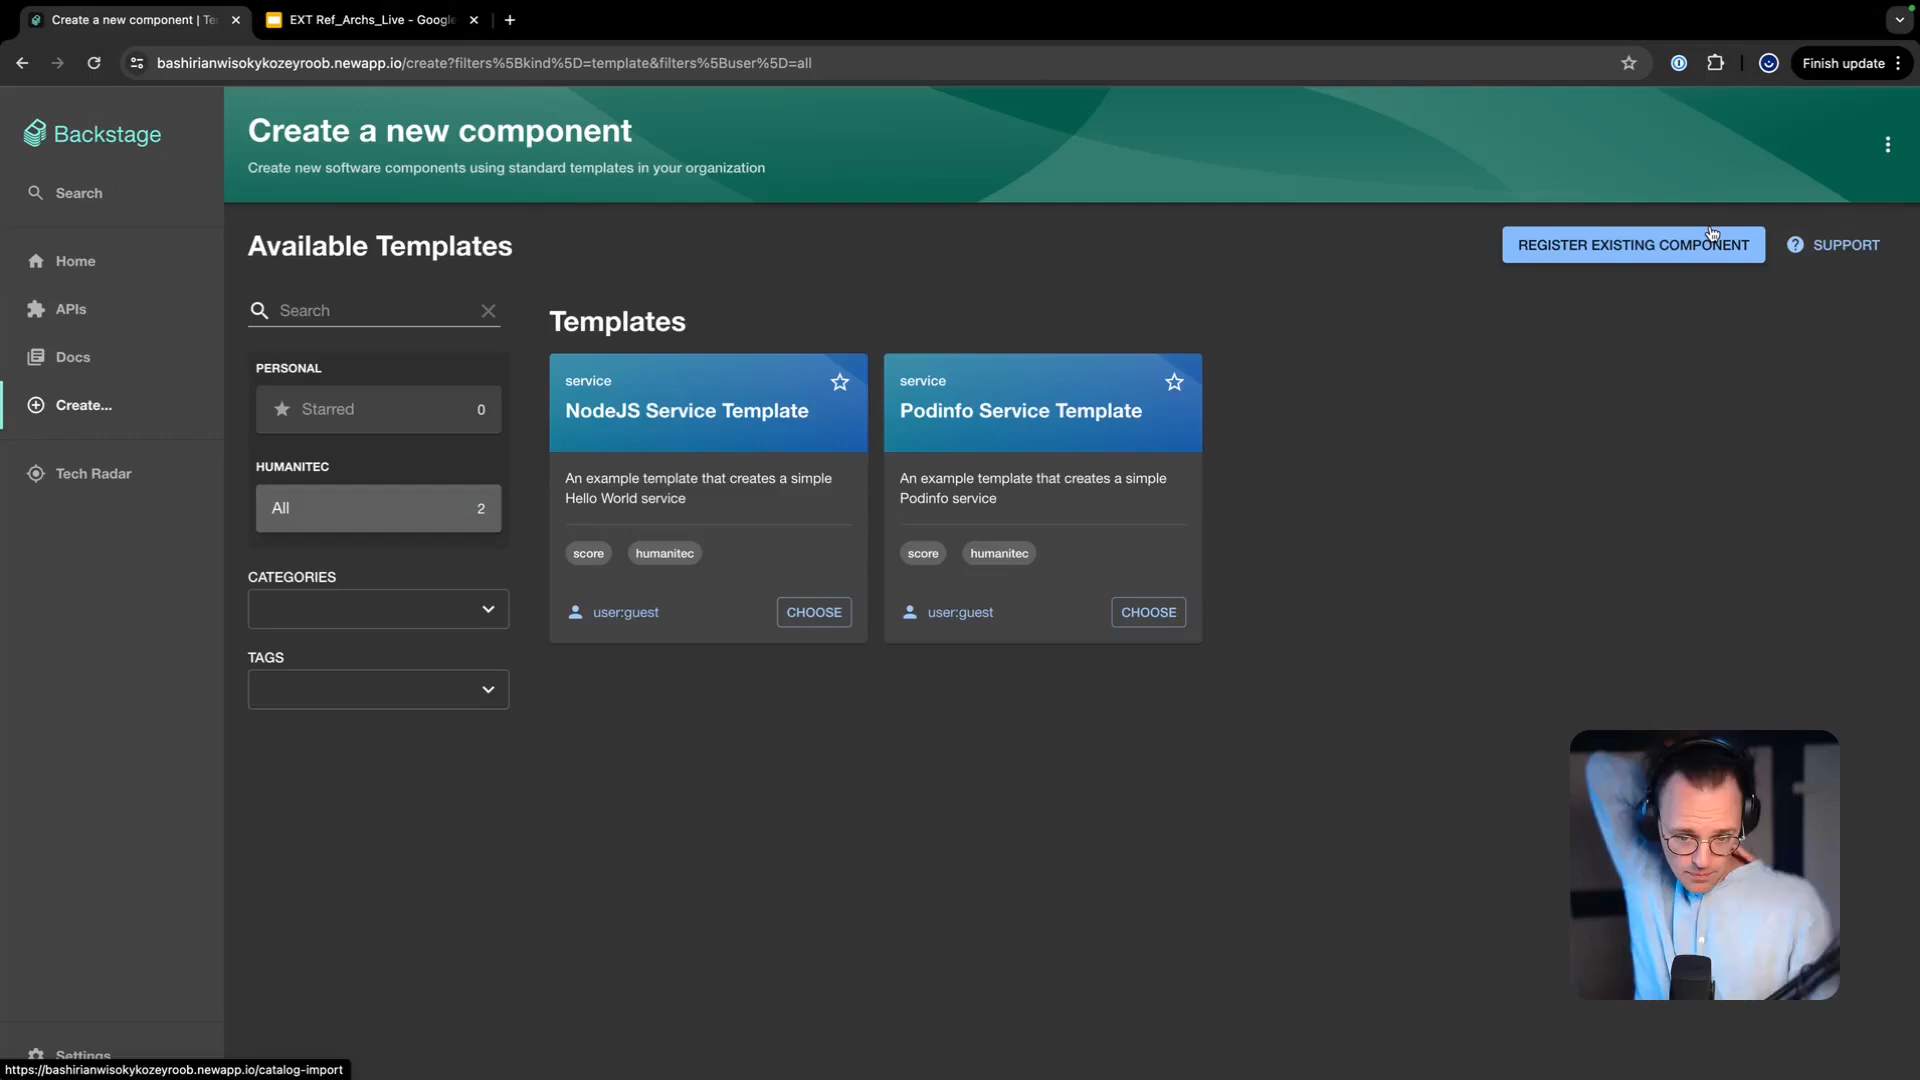 Create a new component | Te
EXT Ref_Archs_Live - Google
bashirianwisokykozeyroob.newapp.io/create?filters%5Bkind%5D=template&filters%5Buser%5D=all
Finish update
Backstage
Search
Home
APIs
Docs
Create...
Tech Radar
Settings
Create a new component
Create new software components using standard templates in your organization
Available Templates
REGISTER EXISTING COMPONENT
SUPPORT
Search
PERSONAL
Starred 0
HUMANITEC
All 2
CATEGORIES
TAGS
Templates
service
NodeJS Service Template
An example template that creates a simple
Hello World service
score humanitec
user:guest
CHOOSE
service
Podinfo Service Template
An example template that creates a simple
Podinfo service
score humanitec
user:guest
CHOOSE
https://bashirianwisokykozeyroob.newapp.io/catalog-import